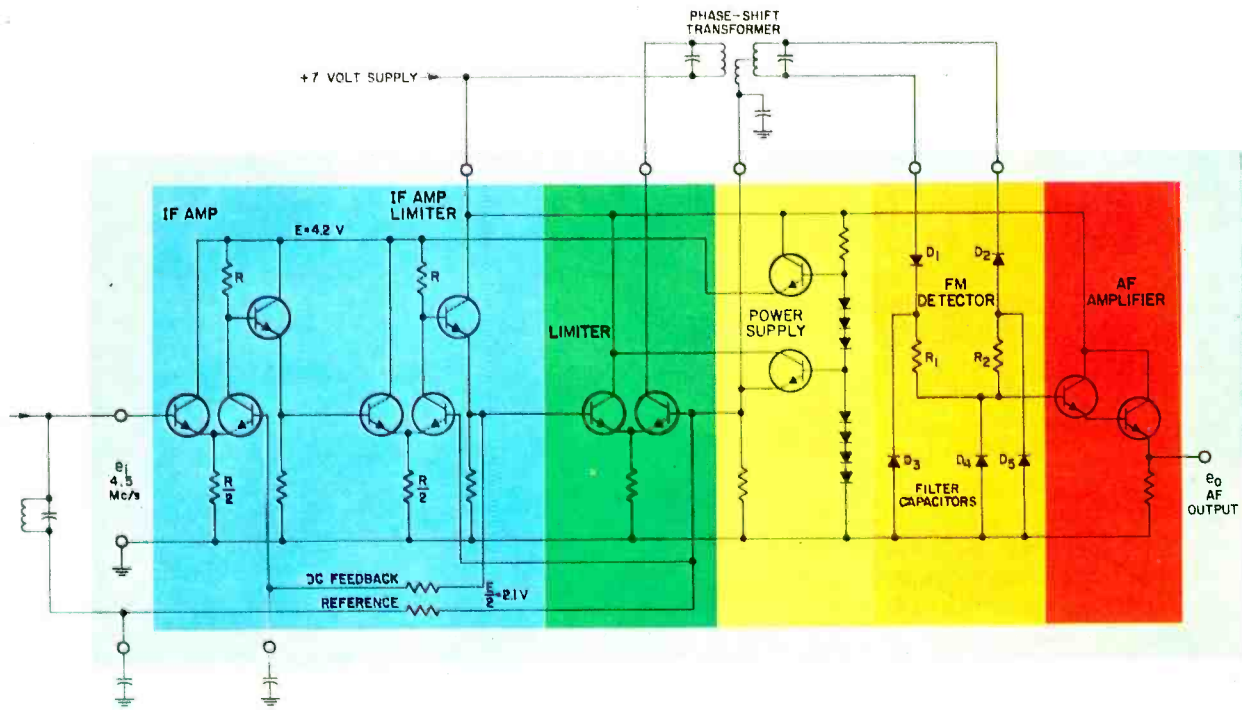 PHASE-SHIFT
TRANSFORMER
+7 VOLT SUPPLY
IF AMP
IF AMP
LIMITER
E=4.2 V
R
R
LIMITER
POWER
SUPPLY
D1
D2
FM
DETECTOR
R1
R2
AF
AMPLIFIER
ei
4.5
Mc/s
R/2
R/2
D3
D4
D5
FILTER
CAPACITORS
eo
AF
OUTPUT
DC FEEDBACK
REFERENCE
E/2=2.1 V